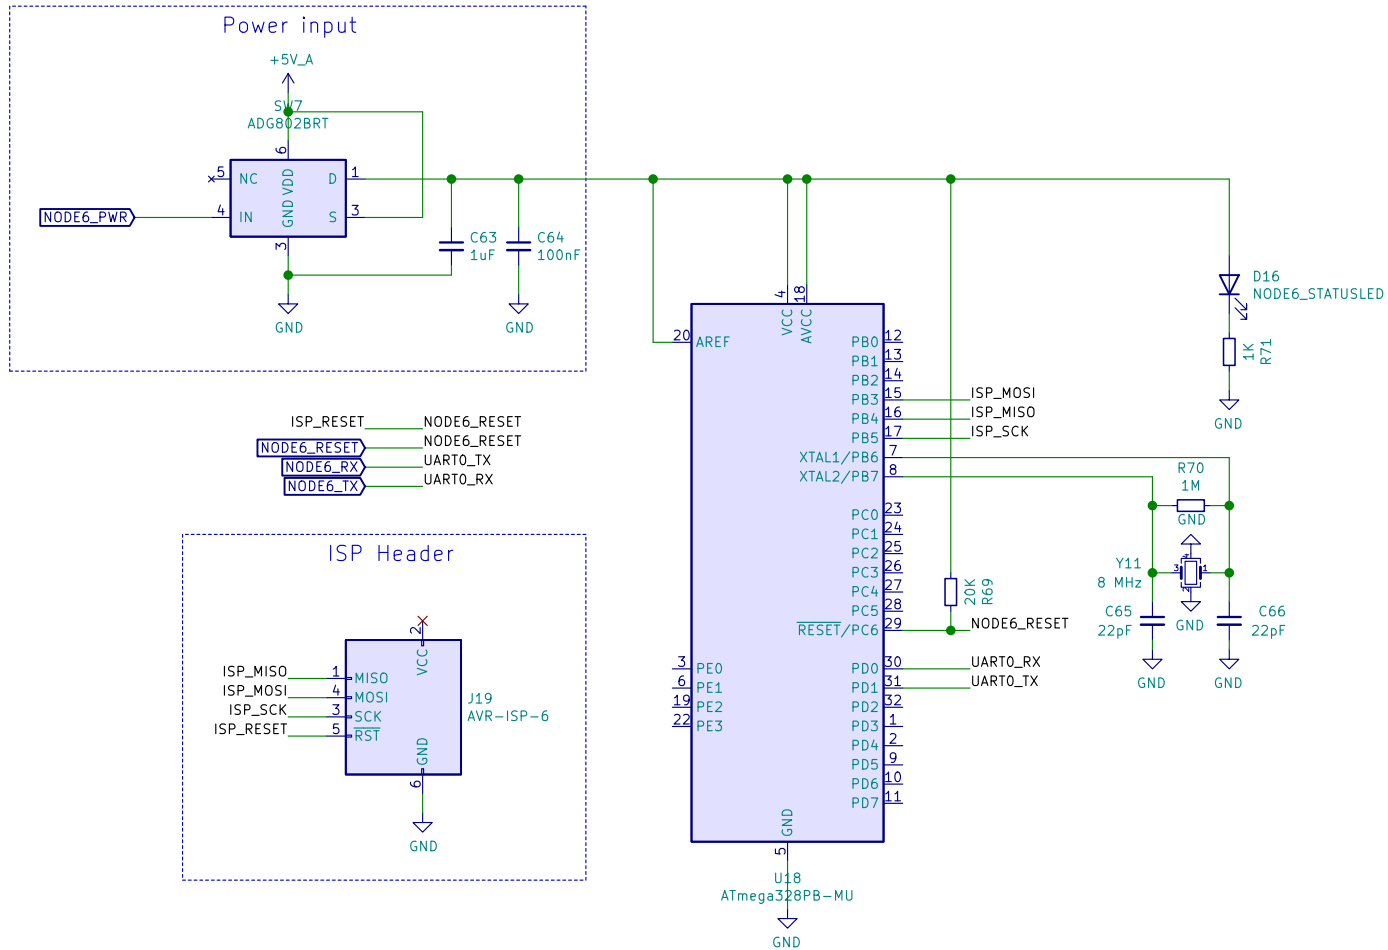 Power input
+5V_A
SW7
ADG802BRT
6
5 NC VDD D 1
NODE6_PWR 4 IN GND S 3
3
C63
1uF
C64
100nF
GND
GND
D16
NODE6_STATUSLED
1K
R71
GND
4
VCC
18
AVCC
20 AREF
PB0 12
PB1 13
PB2 14
PB3 15 ISP_MOSI
PB4 16 ISP_MISO
PB5 17 ISP_SCK
XTAL1/PB6 7
XTAL2/PB7 8
PC0 23
PC1 24
PC2 25
PC3 26
PC4 27
PC5 28
RESET/PC6 29 NODE6_RESET
3 PE0
6 PE1
19 PE2
22 PE3
PD0 30 UART0_RX
PD1 31 UART0_TX
PD2 32
PD3 1
PD4 2
PD5 9
PD6 10
PD7 11
GND
5
U18
ATmega328PB-MU
GND
20K
R69
R70
1M
GND
Y11
8 MHz
4
3
1
2
GND
C65
22pF
C66
22pF
GND
GND
ISP_RESET NODE6_RESET
NODE6_RESET NODE6_RESET
NODE6_RX UART0_TX
NODE6_TX UART0_RX
ISP Header
2
VCC
ISP_MISO 1 MISO
ISP_MOSI 4 MOSI
ISP_SCK 3 SCK
ISP_RESET 5 RST
J19
AVR-ISP-6
GND
6
GND